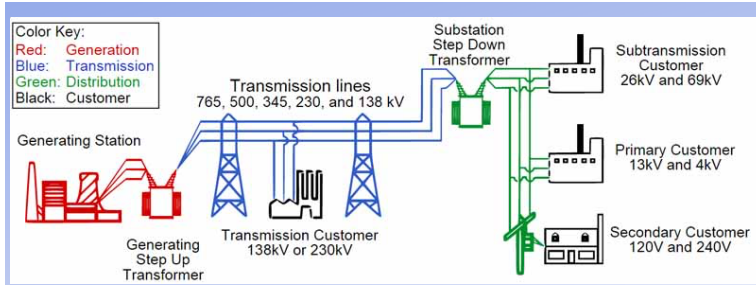 Color Key:
Red: Generation
Blue: Transmission
Green: Distribution
Black: Customer
Generating Station
Generating
Step Up
Transformer
Transmission lines
765, 500, 345, 230, and 138 kV
Transmission Customer
138kV or 230kV
Substation
Step Down
Transformer
Subtransmission
Customer
26kV and 69kV
Primary Customer
13kV and 4kV
Secondary Customer
120V and 240V